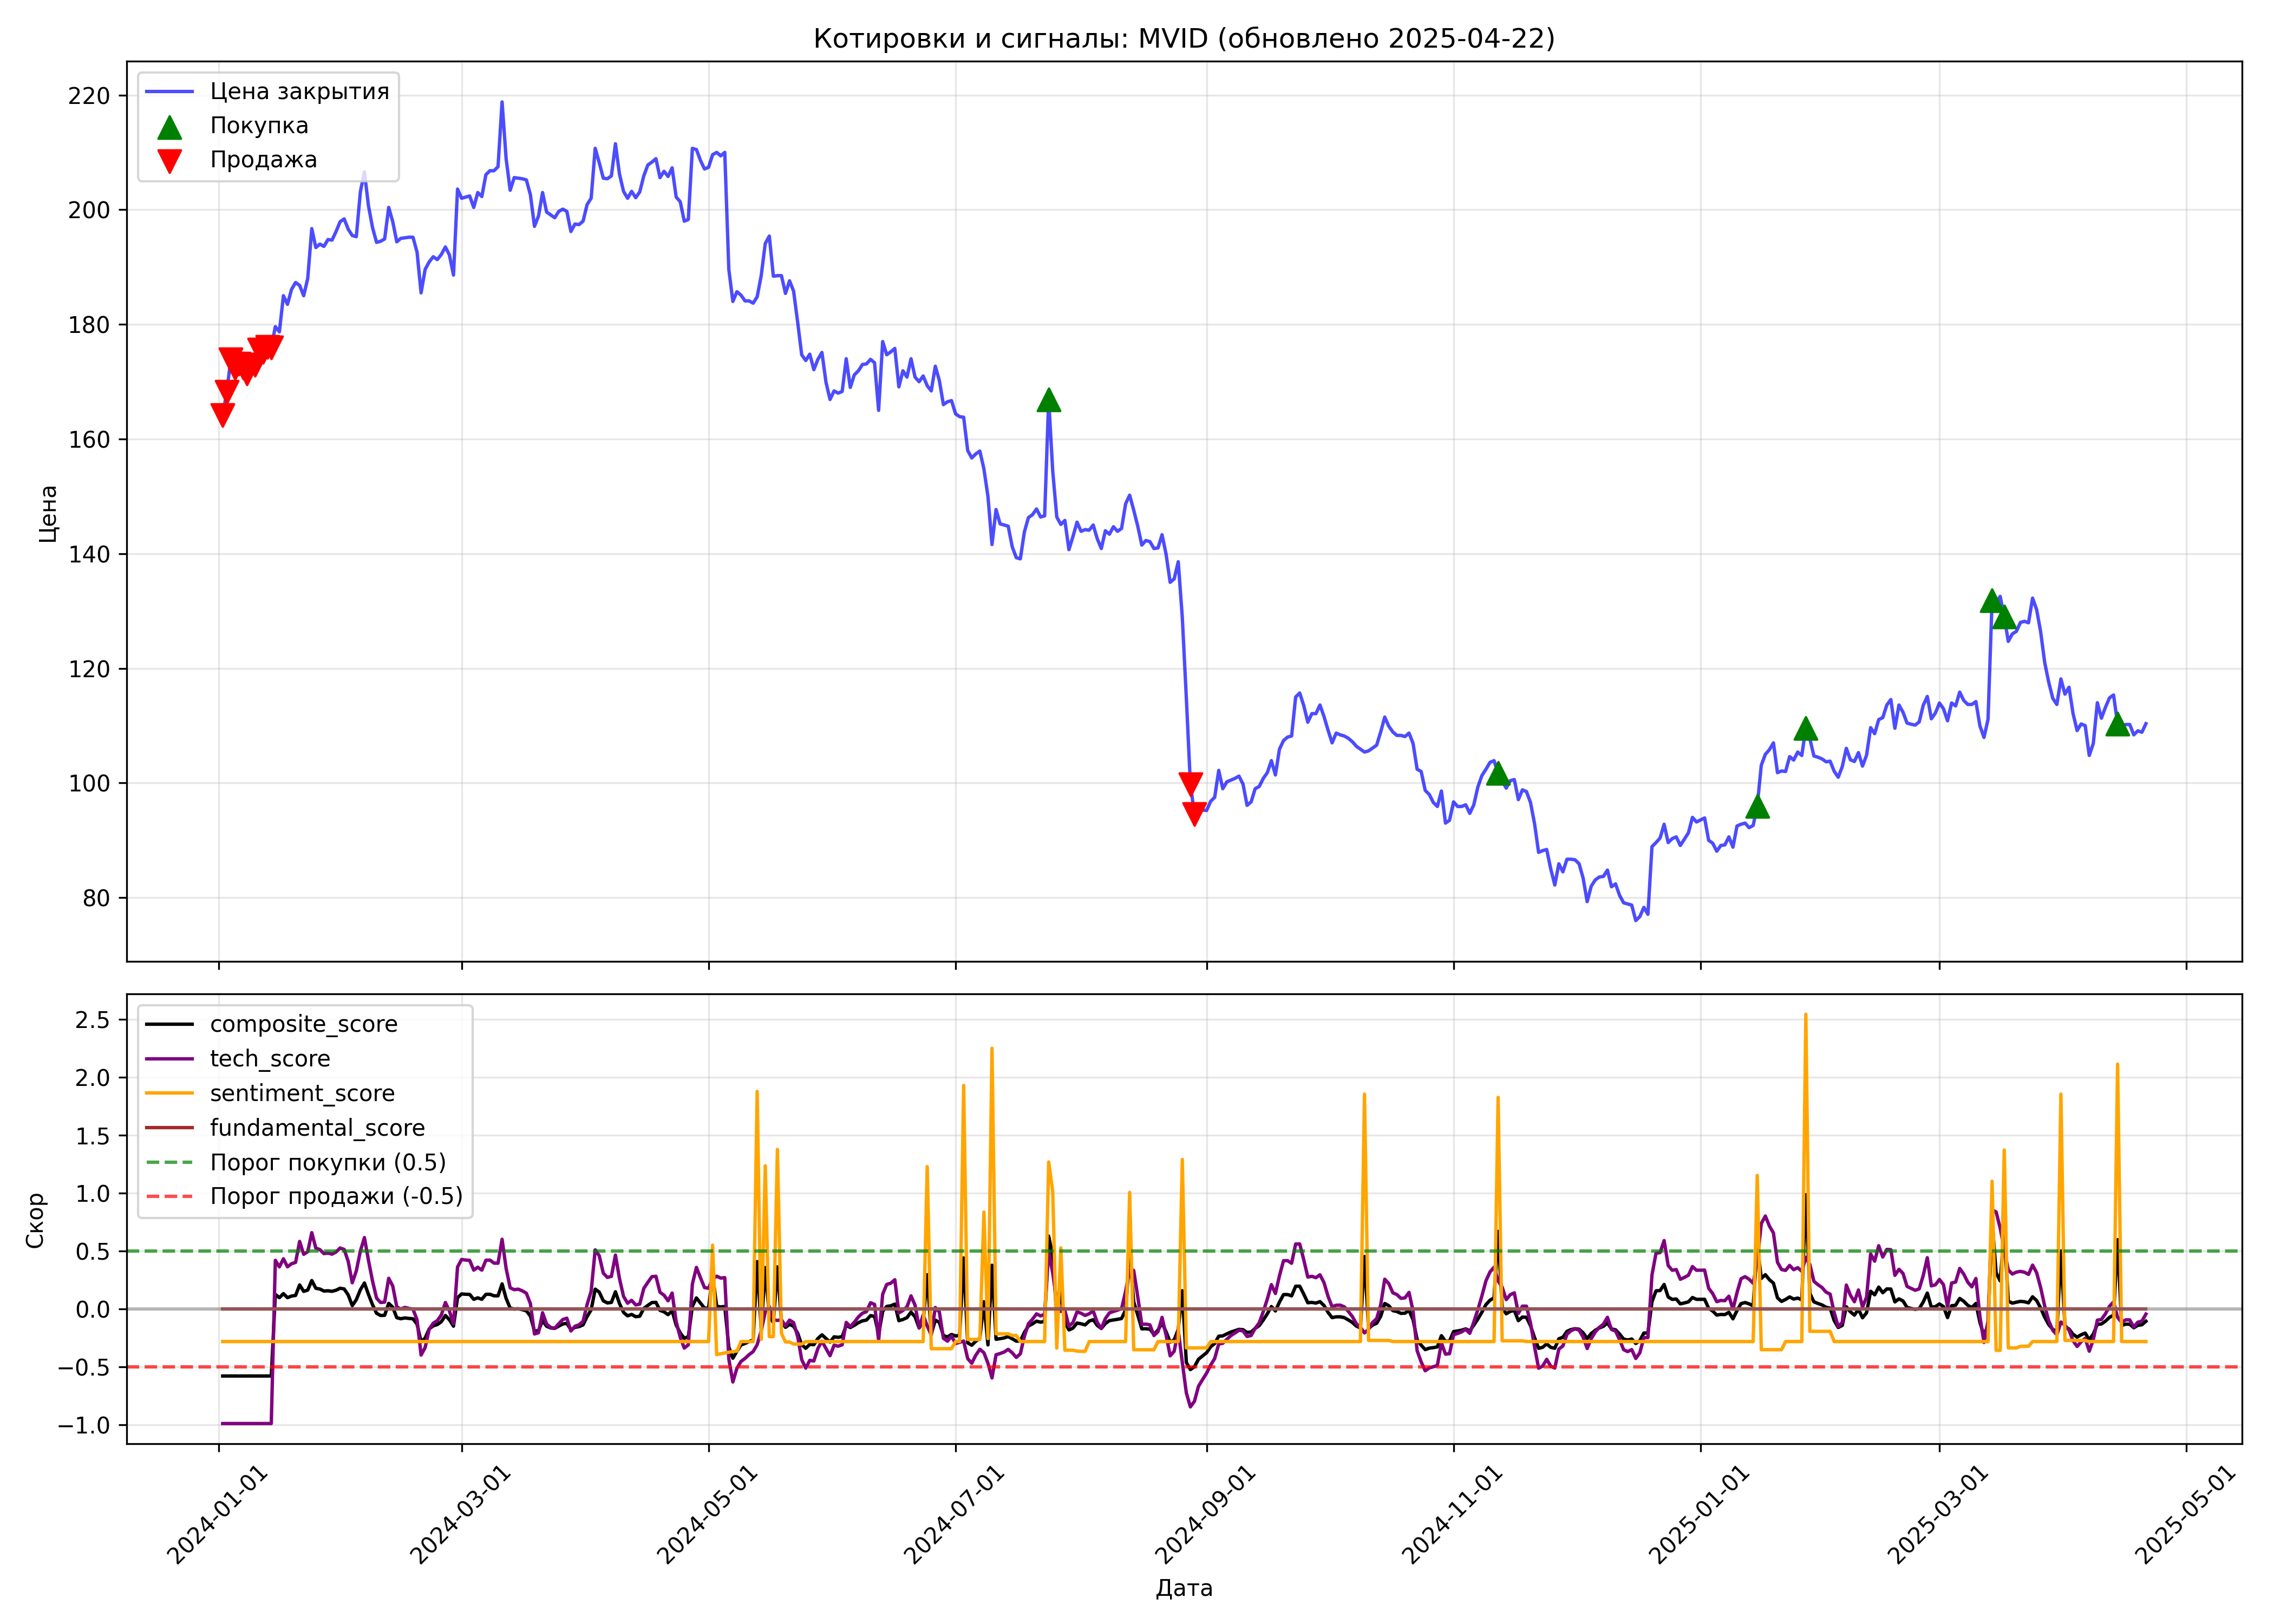 Котировки и сигналы: MVID (обновлено 2025-04-22)
Цена закрытия
Покупка
Продажа
Цена
220
200
180
160
140
120
100
80
composite_score
tech_score
sentiment_score
fundamental_score
Порог покупки (0.5)
Порог продажи (-0.5)
Скор
2.5
2.0
1.5
1.0
0.5
0.0
−0.5
−1.0
2024-01-01
2024-03-01
2024-05-01
2024-07-01
2024-09-01
2024-11-01
2025-01-01
2025-03-01
2025-05-01
Дата